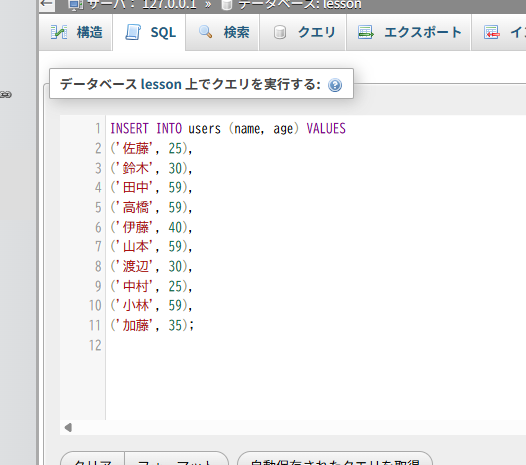 サーバ: 127.0.0.1 » データベース: lesson
構造 SQL 検索 クエリ エクスポート
データベース lesson 上でクエリを実行する:
1 INSERT INTO users (name, age) VALUES
2 ('佐藤', 25),
3 ('鈴木', 30),
4 ('田中', 59),
5 ('高橋', 59),
6 ('伊藤', 40),
7 ('山本', 59),
8 ('渡辺', 30),
9 ('中村', 25),
10 ('小林', 59),
11 ('加藤', 35);
12
クリア フォーマット 自動保存されたクエリを取得